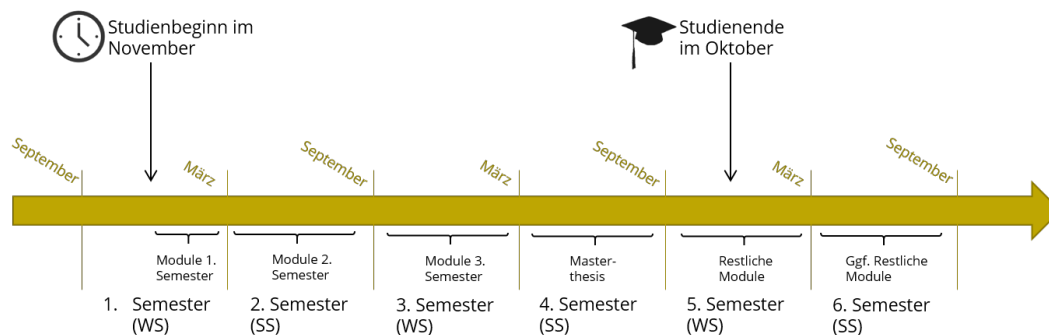 Studienbeginn im
November
Studienende
im Oktober
September
März
September
März
September
März
September
Module 1.
Semester
Module 2.
Semester
Module 3.
Semester
Master-
thesis
Restliche
Module
Ggf. Restliche
Module
1. Semester
(WS)
2. Semester
(SS)
3. Semester
(WS)
4. Semester
(SS)
5. Semester
(WS)
6. Semester
(SS)